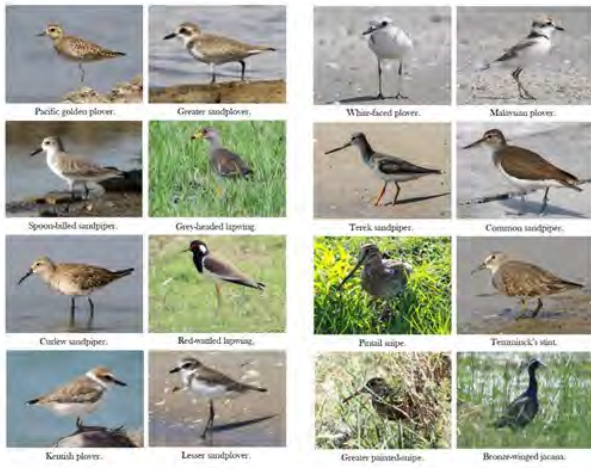 Pacific golden plover.
Greater sandplover.
White-faced plover.
Malaysian plover.
Spoon-billed sandpiper.
Grey-headed lapwing.
Terek sandpiper.
Common sandpiper.
Curlew sandpiper.
Red-wattled lapwing.
Pintail snipe.
Temminck's stint.
Kentish plover.
Lesser sandplover.
Greater painted-snipe.
Bronze-winged jacana.